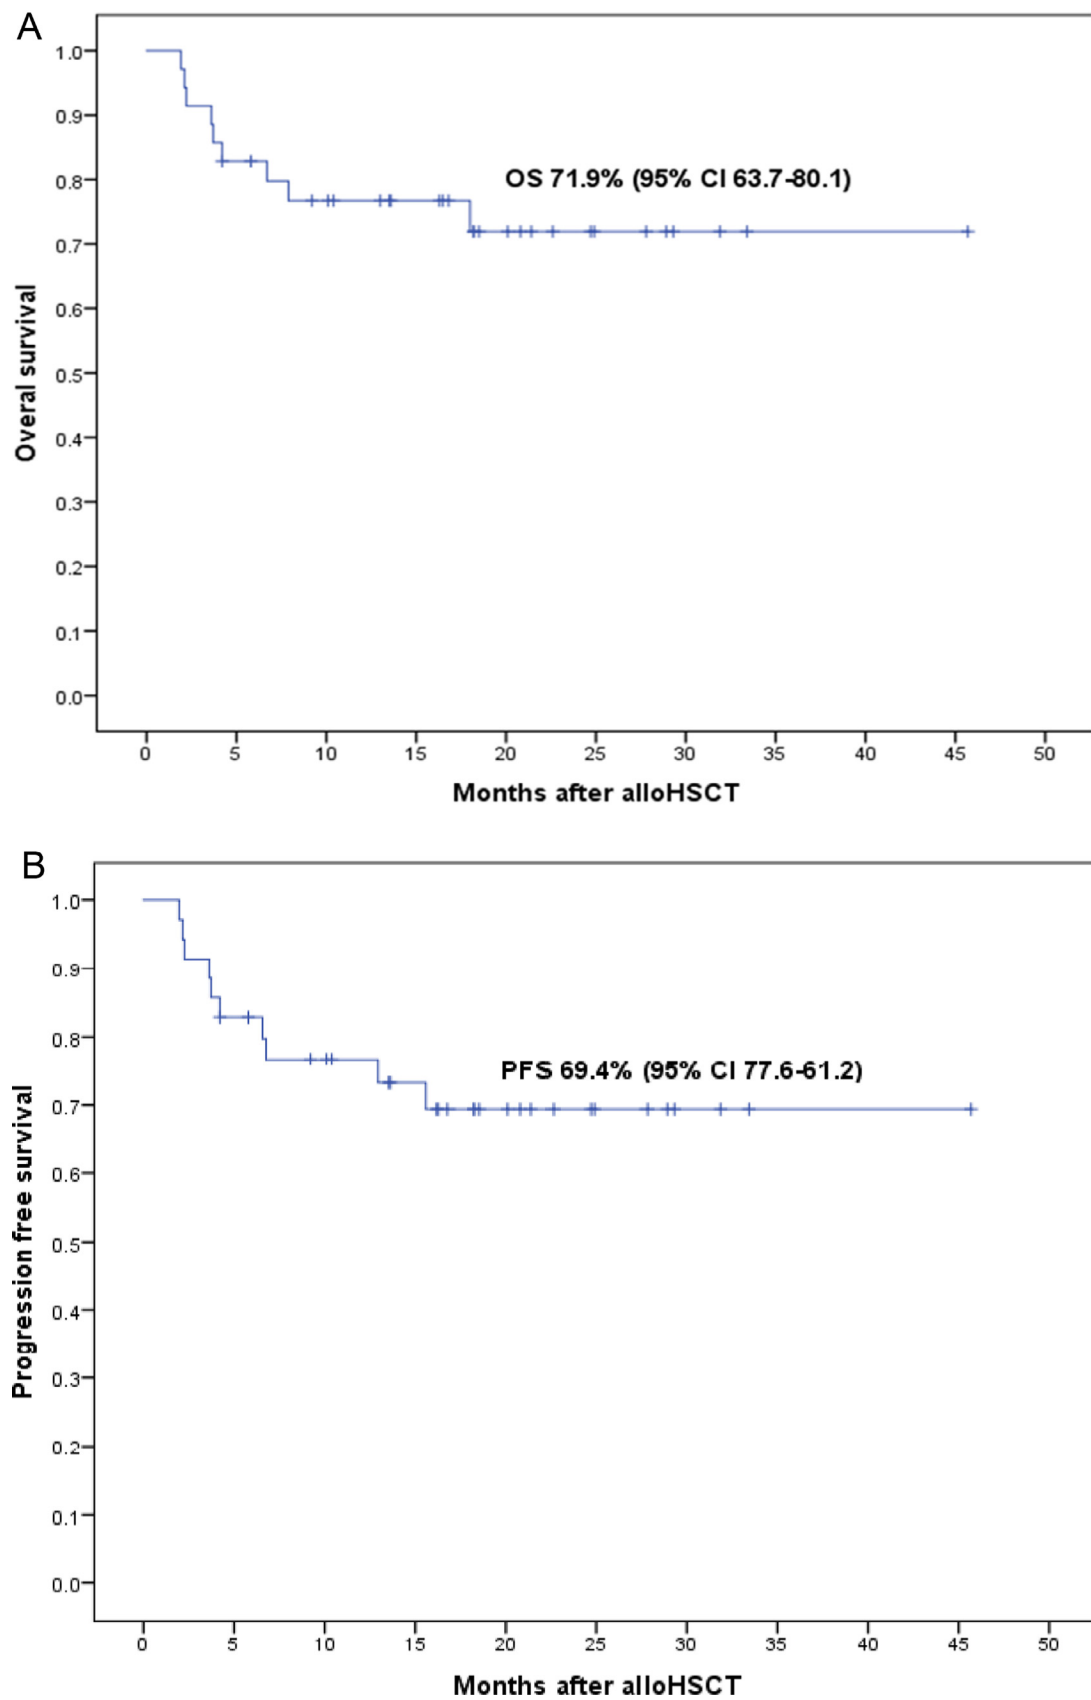 A
1.0
0.9
0.8
OS 71.9% (95% CI 63.7-80.1)
0.7
0.6
0.5
0.4
0.3
0.2
0.1
0.0
Overal survival
0 5 10 15 20 25 30 35 40 45 50
Months after alloHSCT
B
1.0
0.9
0.8
PFS 69.4% (95% CI 77.6-61.2)
0.7
0.6
0.5
0.4
0.3
0.2
0.1
0.0
Progression free survival
0 5 10 15 20 25 30 35 40 45 50
Months after alloHSCT